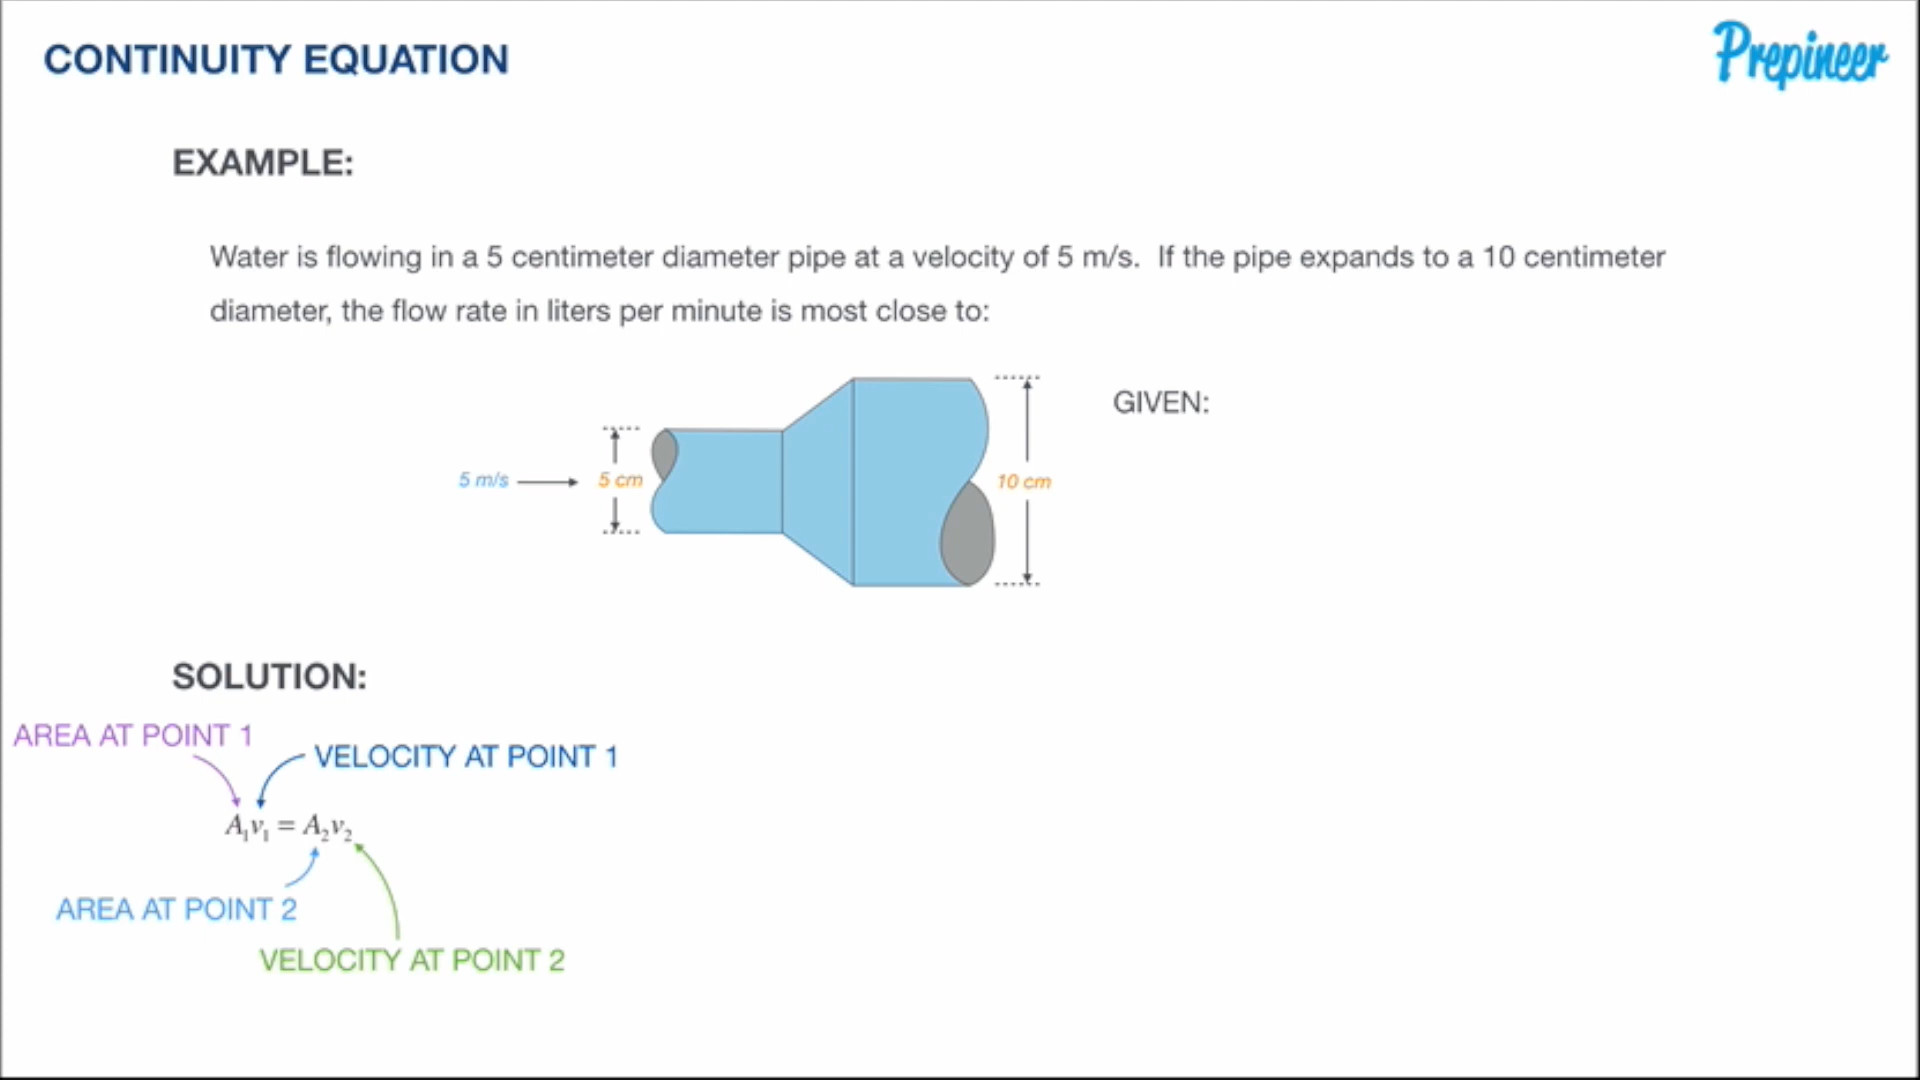 CONTINUITY EQUATION
Prepineer
EXAMPLE:
Water is flowing in a 5 centimeter diameter pipe at a velocity of 5 m/s. If the pipe expands to a 10 centimeter
diameter, the flow rate in liters per minute is most close to:
GIVEN:
5 m/s
5 cm
10 cm
SOLUTION:
AREA AT POINT 1
VELOCITY AT POINT 1
A₁v₁ = A₂v₂
AREA AT POINT 2
VELOCITY AT POINT 2